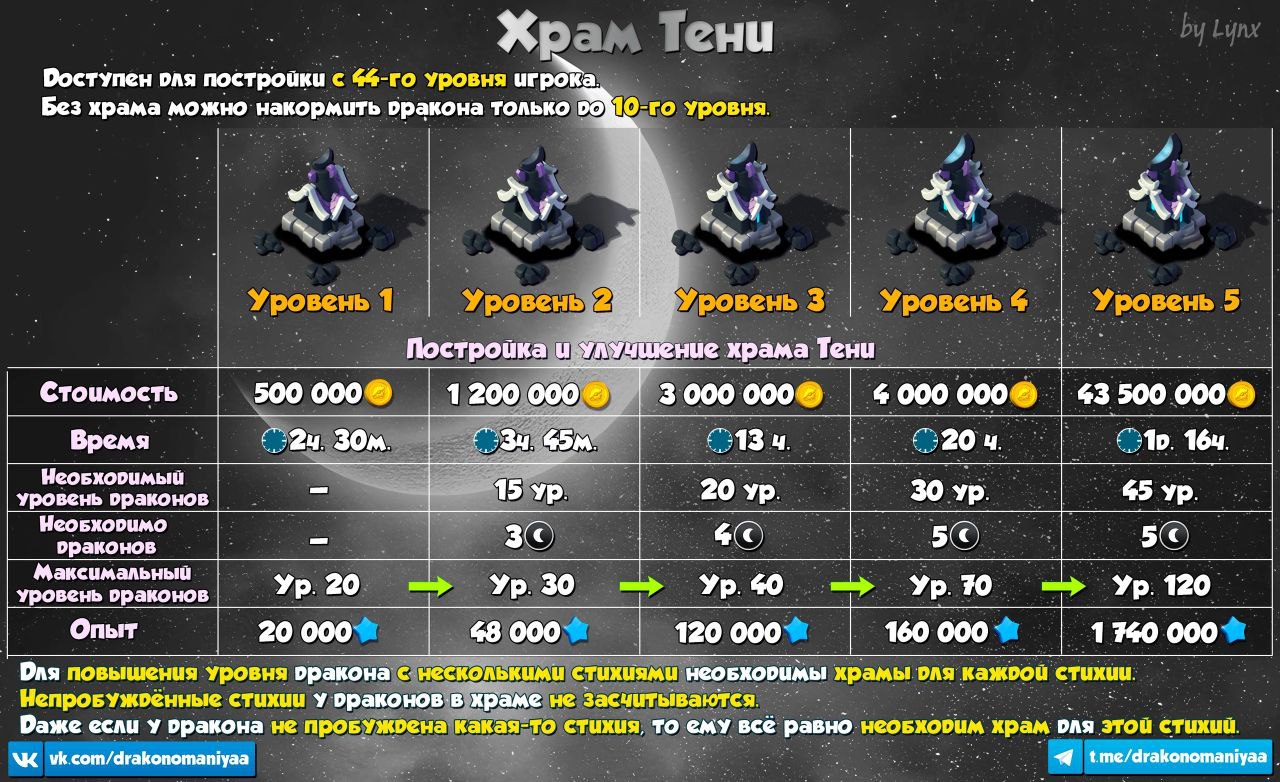 Храм Тени
by Lynx
Доступен для постройки с 44-го уровня игрока.
Без храма можно накормить дракона только до 10-го уровня.
Уровень 1 Уровень 2 Уровень 3 Уровень 4 Уровень 5
Постройка и улучшение храма Тени
Стоимость 500 000 1 200 000 3 000 000 4 000 000 43 500 000
Время 2ч. 30м. 3ч. 45м. 13 ч. 20 ч. 1д. 16ч.
Необходимый
уровень драконов – 15 ур. 20 ур. 30 ур. 45 ур.
Необходимо
драконов – 3 4 5 5
Максимальный
уровень драконов Ур. 20 Ур. 30 Ур. 40 Ур. 70 Ур. 120
Опыт 20 000 48 000 120 000 160 000 1 740 000
Для повышения уровня дракона с несколькими стихиями необходимы храмы для каждой стихии.
Непробуждённые стихии у драконов в храме не засчитываются.
Даже если у дракона не пробуждена какая-то стихия, то ему всё равно необходим храм для этой стихий.
vk.com/drakonomaniyaa
t.me/drakonomaniyaa